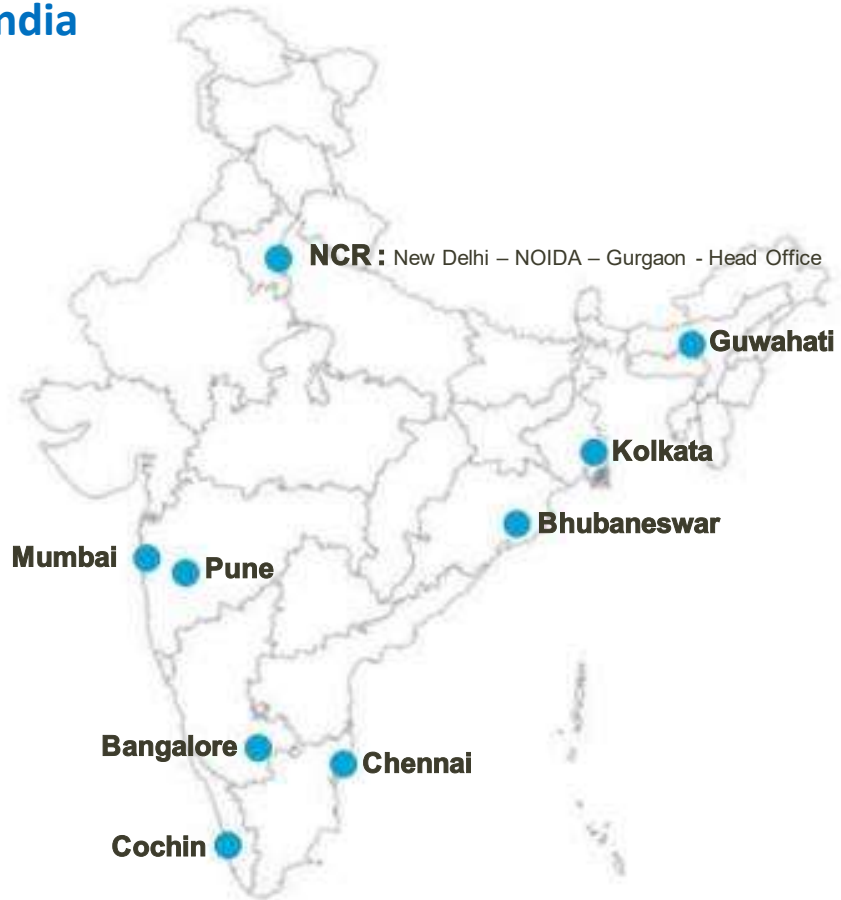 ndia
NCR : New Delhi – NOIDA – Gurgaon - Head Office
Guwahati
Kolkata
Bhubaneswar
Mumbai
Pune
Bangalore
Chennai
Cochin